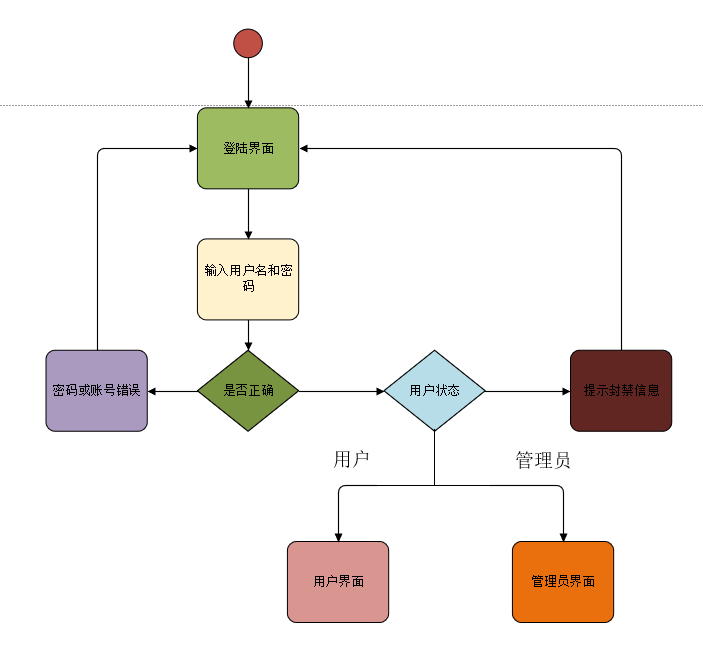 登陆界面
输入用户名和密
码
密码或账号错误
是否正确
用户状态
提示封禁信息
用户
管理员
用户界面
管理员界面